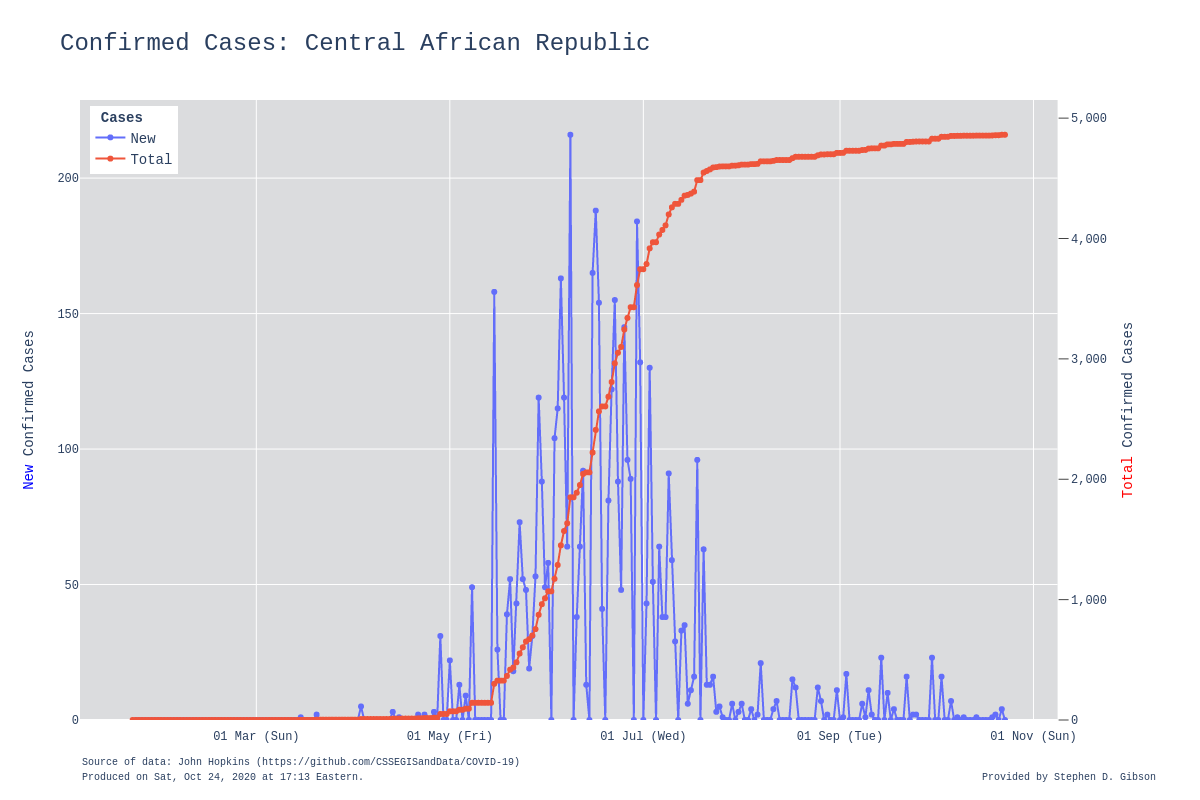 Confirmed Cases: Central African Republic
Cases
New
Total
200
150
100
50
0
5,000
4,000
3,000
2,000
1,000
0
New Confirmed Cases
Total Confirmed Cases
01 Mar (Sun) 01 May (Fri) 01 Jul (Wed) 01 Sep (Tue) 01 Nov (Sun)
Source of data: John Hopkins (https://github.com/CSSEGISandData/COVID-19)
Produced on Sat, Oct 24, 2020 at 17:13 Eastern.
Provided by Stephen D. Gibson